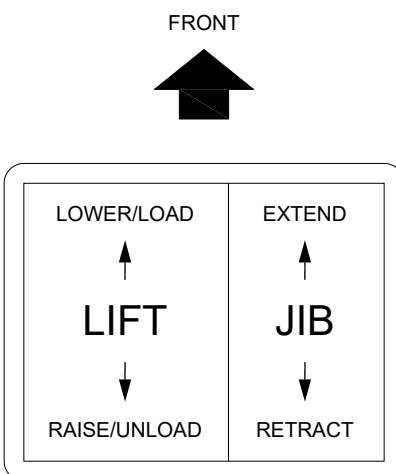 FRONT
LOWER/LOAD EXTEND
LIFT JIB
RAISE/UNLOAD RETRACT